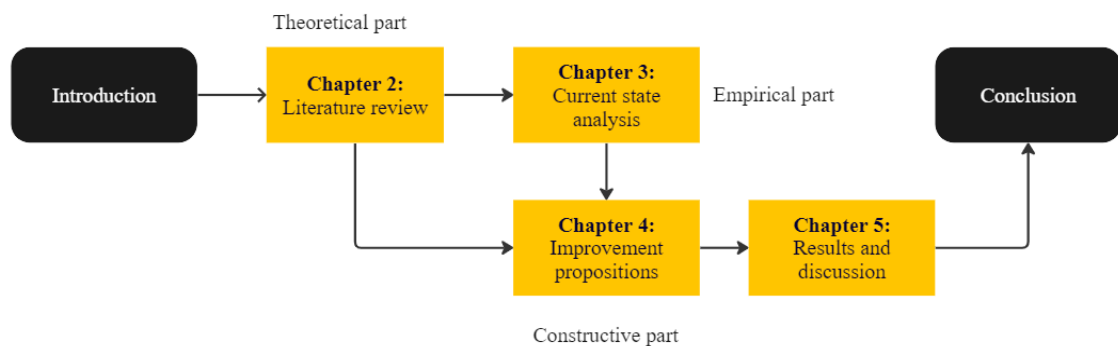 Theoretical part
Introduction
Chapter 2:
Literature review
Chapter 3:
Current state
analysis
Empirical part
Conclusion
Chapter 4:
Improvement
propositions
Chapter 5:
Results and
discussion
Constructive part